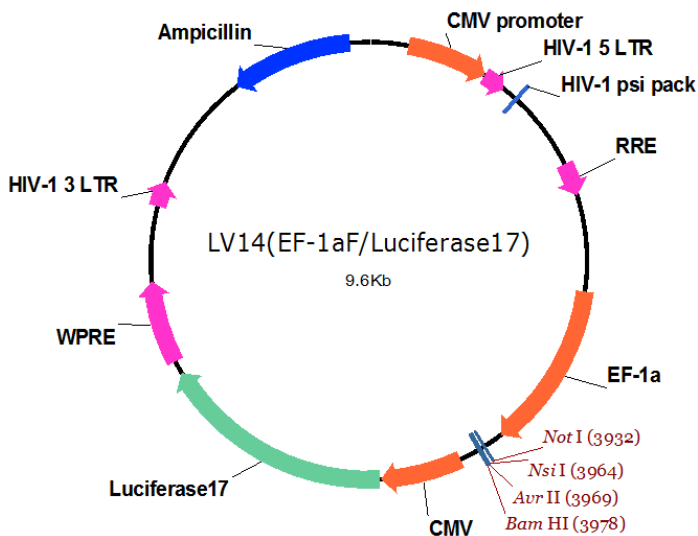 CMV promoter
Ampicillin
HIV-1 5 LTR
HIV-1 psi pack
RRE
HIV-1 3 LTR
LV14(EF-1aF/Luciferase17)
9.6Kb
WPRE
EF-1a
Not I (3932)
Nsi I (3964)
Luciferase17
Avr II (3969)
CMV
Bam HI (3978)